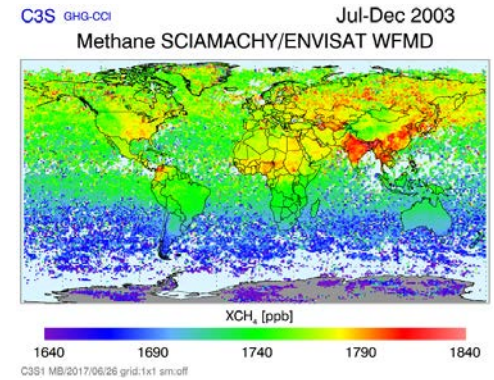 C3S GHG-CCI Jul-Dec 2003
Methane SCIAMACHY/ENVISAT WFMD
XCH₄ [ppb]
1640 1690 1740 1790 1840
C3S1 MB/2017/06/26 grid:1x1 sm:off